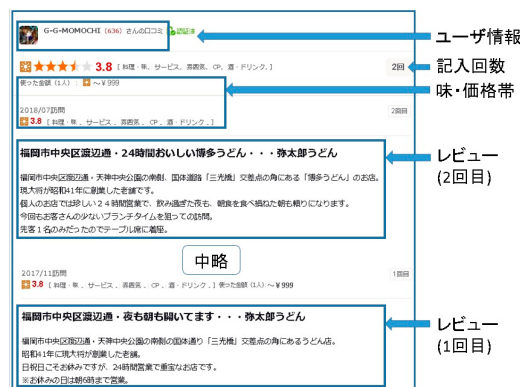 G-G-MOMOCHI (636) さんの口コミ 認証済
ユーザ情報
3.8 [ 料理・味、サービス、雰囲気、CP、酒・ドリンク、]
2回
記入回数
使った金額 (1人) : ～￥999
味・価格帯
2018/07訪問
2回目
3.8 [ 料理・味、サービス、雰囲気、CP、酒・ドリンク、]
福岡市中央区渡辺通・24時間おいしい博多うどん・・・弥太郎うどん
レビュー
(2回目)
福岡市中央区渡辺通・天神中央公園の南側、国体道路「三光橋」交差点の角にある「博多うどん」のお店。
現大将が昭和41年に創業した老舗です。
個人のお店では珍しい２４時間営業で、飲み過ぎた夜も、朝食を食べ損ねた朝も頼りになります。
今回もお客さんの少ないブランチタイムを狙っての訪問。
先客１名のみだったのでテーブル席に着座。
中略
2017/11訪問
1回目
3.8 [ 料理・味、サービス、雰囲気、CP、酒・ドリンク、] 使った金額 (1人):～￥999
福岡市中央区渡辺通・夜も朝も開いてます・・・弥太郎うどん
レビュー
(1回目)
福岡市中央区渡辺通・天神中央公園の南側の国体通り「三光橋」交差点の角にあるうどん店。
昭和41年に現大将が創業した老舗。
日祝日こそお休みですが、24時間営業で重宝なお店です。
※お休みの日は朝6時まで営業。